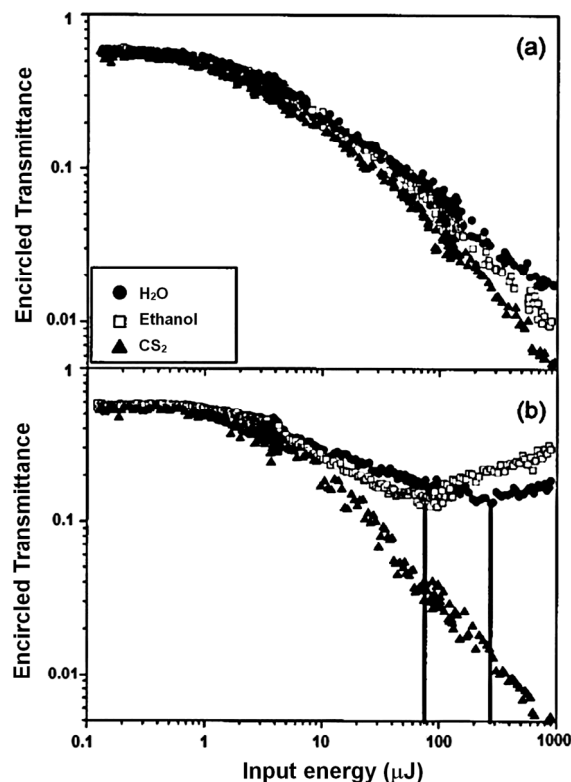 1
(a)
Encircled Transmittance
0.1
0.01
H₂O
Ethanol
CS₂
1
(b)
Encircled Transmittance
0.1
0.01
0.1 1 10 100 1000
Input energy (μJ)